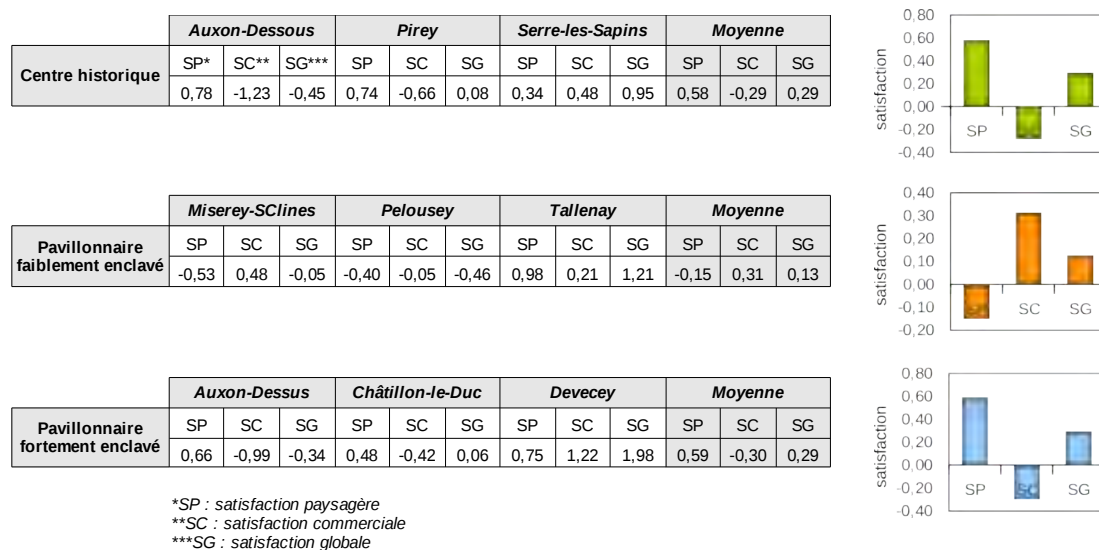 Auxon-Dessous Pirey Serre-les-Sapins Moyenne
Centre historique SP* SC** SG*** SP SC SG SP SC SG SP SC SG
0,78 -1,23 -0,45 0,74 -0,66 0,08 0,34 0,48 0,95 0,58 -0,29 0,29
satisfaction
0,80
0,60
0,40
0,20
0,00
-0,20
-0,40
SP SG
Miserey-SClines Pelousey Tallenay Moyenne
Pavillonnaire
faiblement enclavé
SP SC SG SP SC SG SP SC SG SP SC SG
-0,53 0,48 -0,05 -0,40 -0,05 -0,46 0,98 0,21 1,21 -0,15 0,31 0,13
satisfaction
0,40
0,30
0,20
0,10
0,00
-0,10
-0,20
SC SG
Auxon-Dessus Châtillon-le-Duc Devecey Moyenne
Pavillonnaire
fortement enclavé
SP SC SG SP SC SG SP SC SG SP SC SG
0,66 -0,99 -0,34 0,48 -0,42 0,06 0,75 1,22 1,98 0,59 -0,30 0,29
satisfaction
0,80
0,60
0,40
0,20
0,00
-0,20
-0,40
SP SC SG
*SP : satisfaction paysagère
**SC : satisfaction commerciale
***SG : satisfaction globale